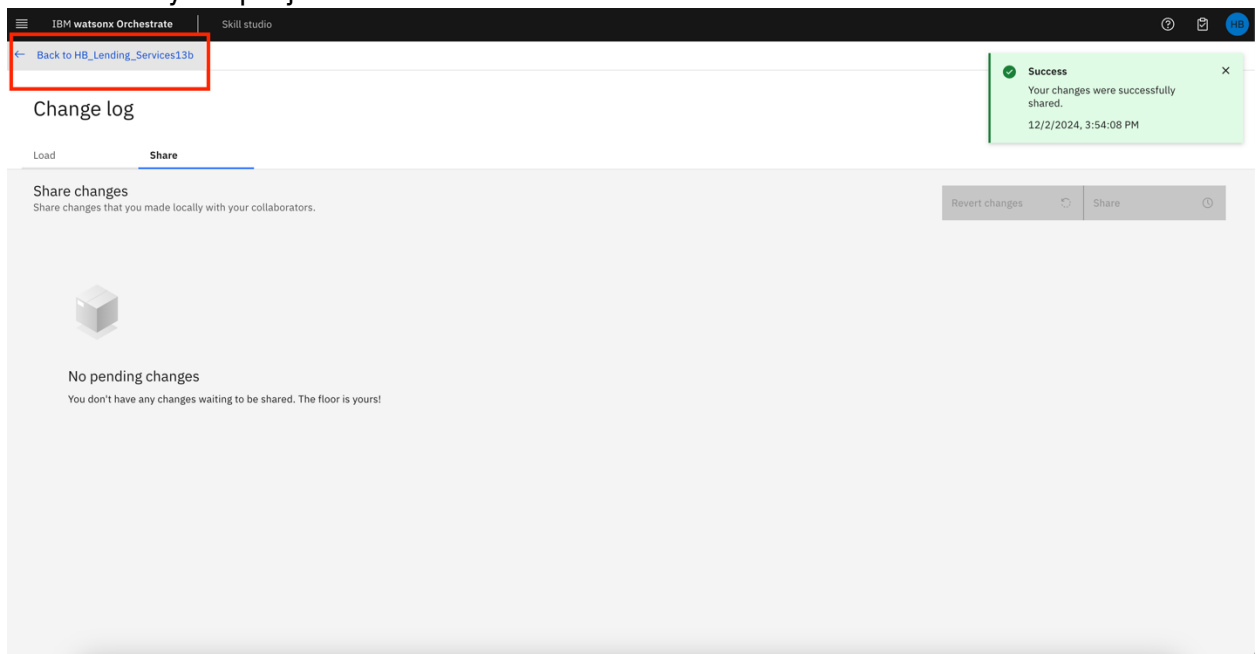 IBM watsonx Orchestrate Skill studio HB
Back to HB_Lending_Services13b
Success
Your changes were successfully
shared.
12/2/2024, 3:54:08 PM
Change log
Load Share
Share changes
Share changes that you made locally with your collaborators.
Revert changes Share
No pending changes
You don't have any changes waiting to be shared. The floor is yours!